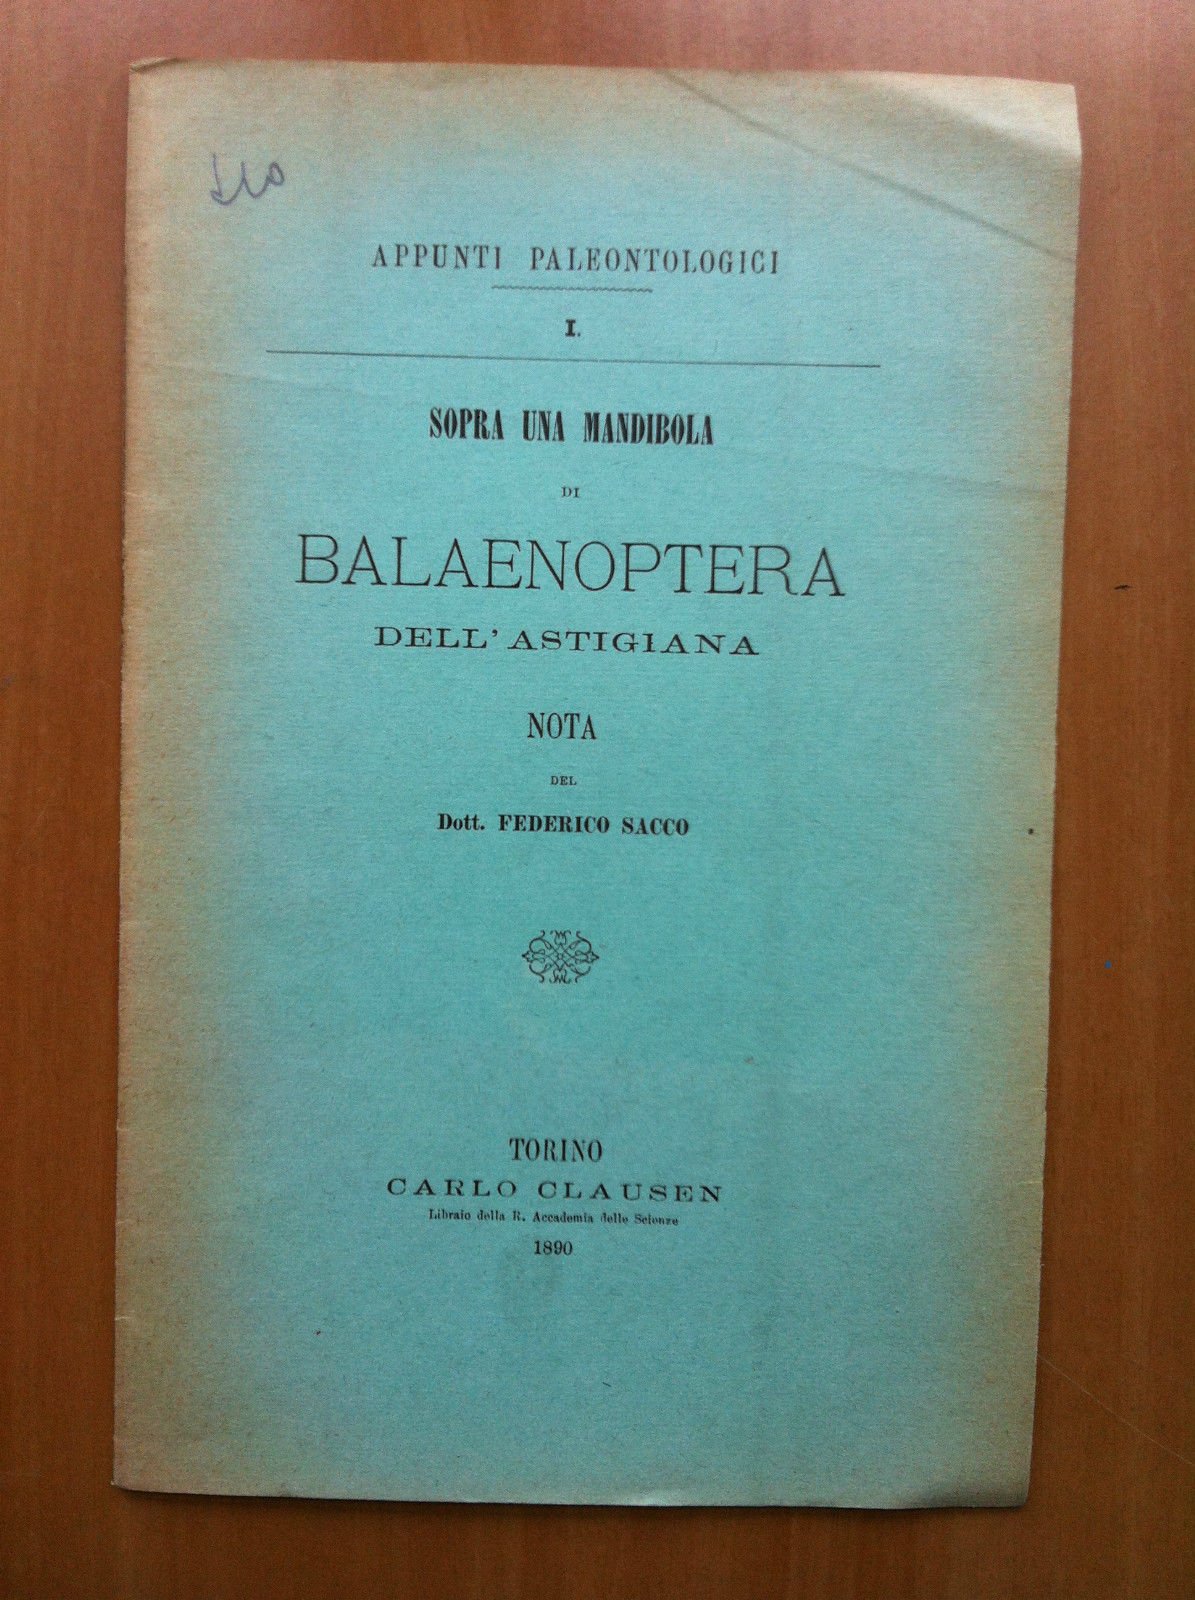 APPUNTI PALEONTOLOGICI
I.
SOPRA UNA MANDIBOLA
DI
BALAENOPTERA
DELL'ASTIGIANA
NOTA
DEL
Dott. FEDERICO SACCO
TORINO
CARLO CLAUSEN
Libraio della R. Accademia delle Scienze
1890